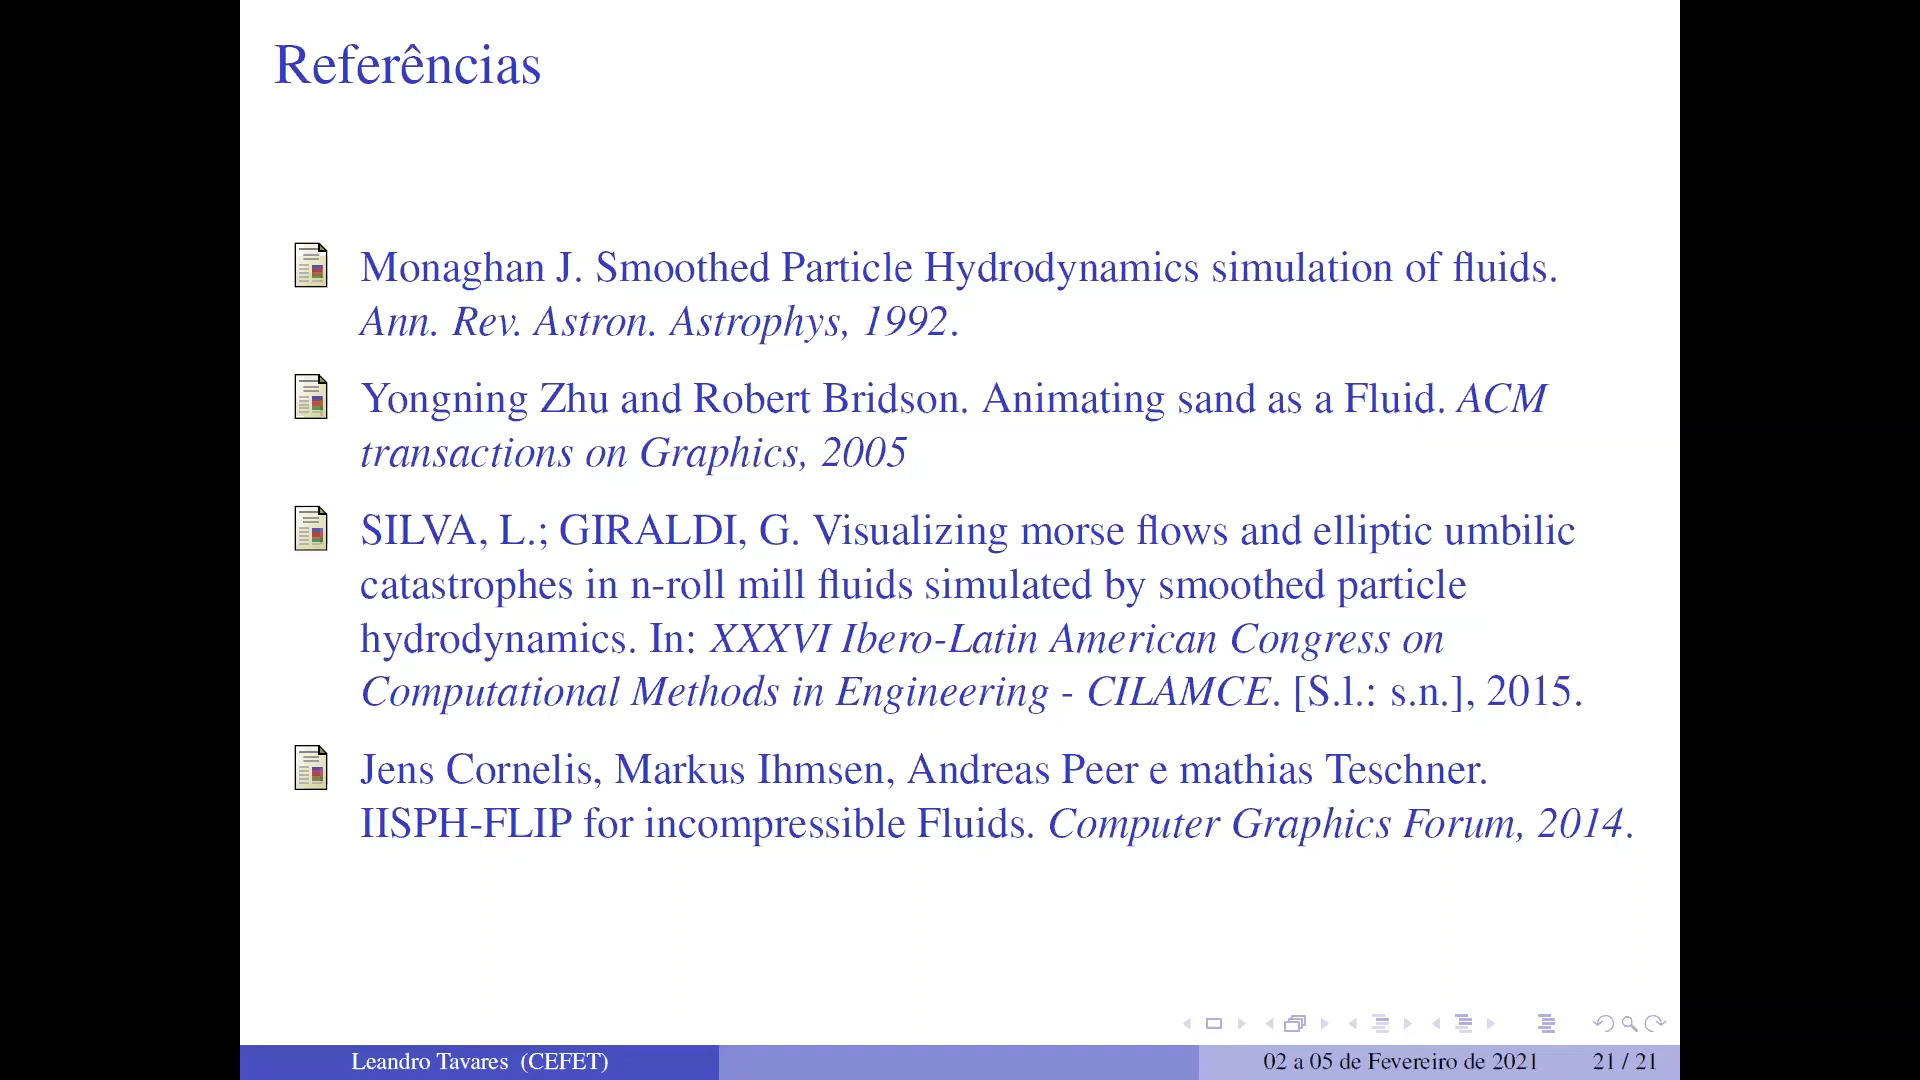 Referências
Monaghan J. Smoothed Particle Hydrodynamics simulation of fluids.
Ann. Rev. Astron. Astrophys, 1992.
Yongning Zhu and Robert Bridson. Animating sand as a Fluid. ACM
transactions on Graphics, 2005
SILVA, L.; GIRALDI, G. Visualizing morse flows and elliptic umbilic
catastrophes in n-roll mill fluids simulated by smoothed particle
hydrodynamics. In: XXXVI Ibero-Latin American Congress on
Computational Methods in Engineering - CILAMCE. [S.l.: s.n.], 2015.
Jens Cornelis, Markus Ihmsen, Andreas Peer e mathias Teschner.
IISPH-FLIP for incompressible Fluids. Computer Graphics Forum, 2014.
Leandro Tavares (CEFET) 02 a 05 de Fevereiro de 2021 21 / 21